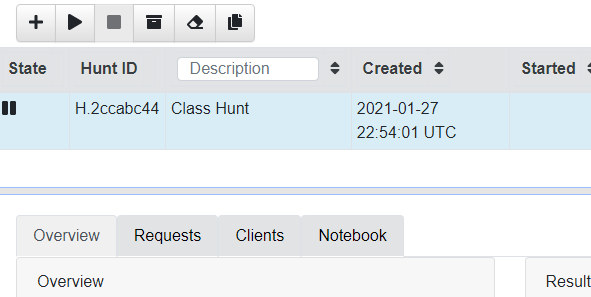 State Hunt ID Description Created Started
H.2ccabc44 Class Hunt 2021-01-27
22:54:01 UTC
Overview Requests Clients Notebook
Overview Result